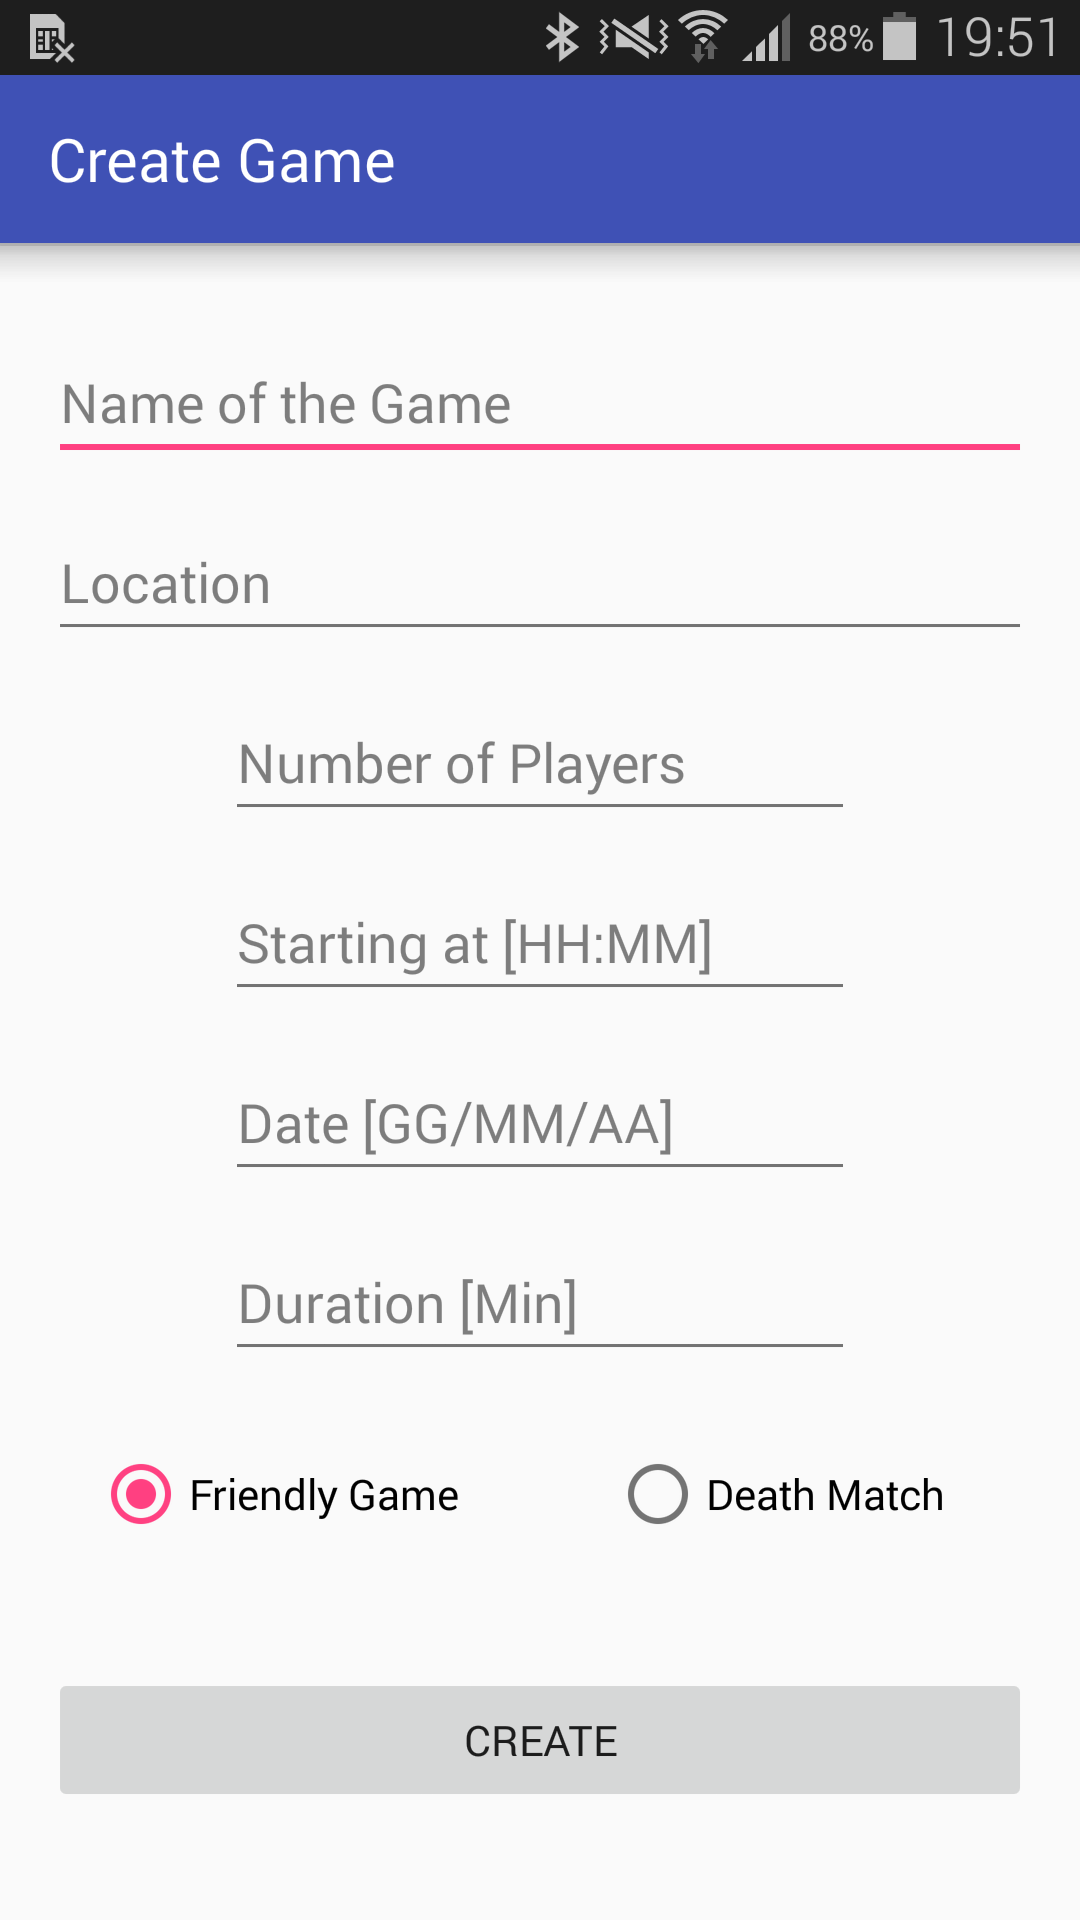 88% 19:51
Create Game
Name of the Game
Location
Number of Players
Starting at [HH:MM]
Date [GG/MM/AA]
Duration [Min]
Friendly Game Death Match
CREATE